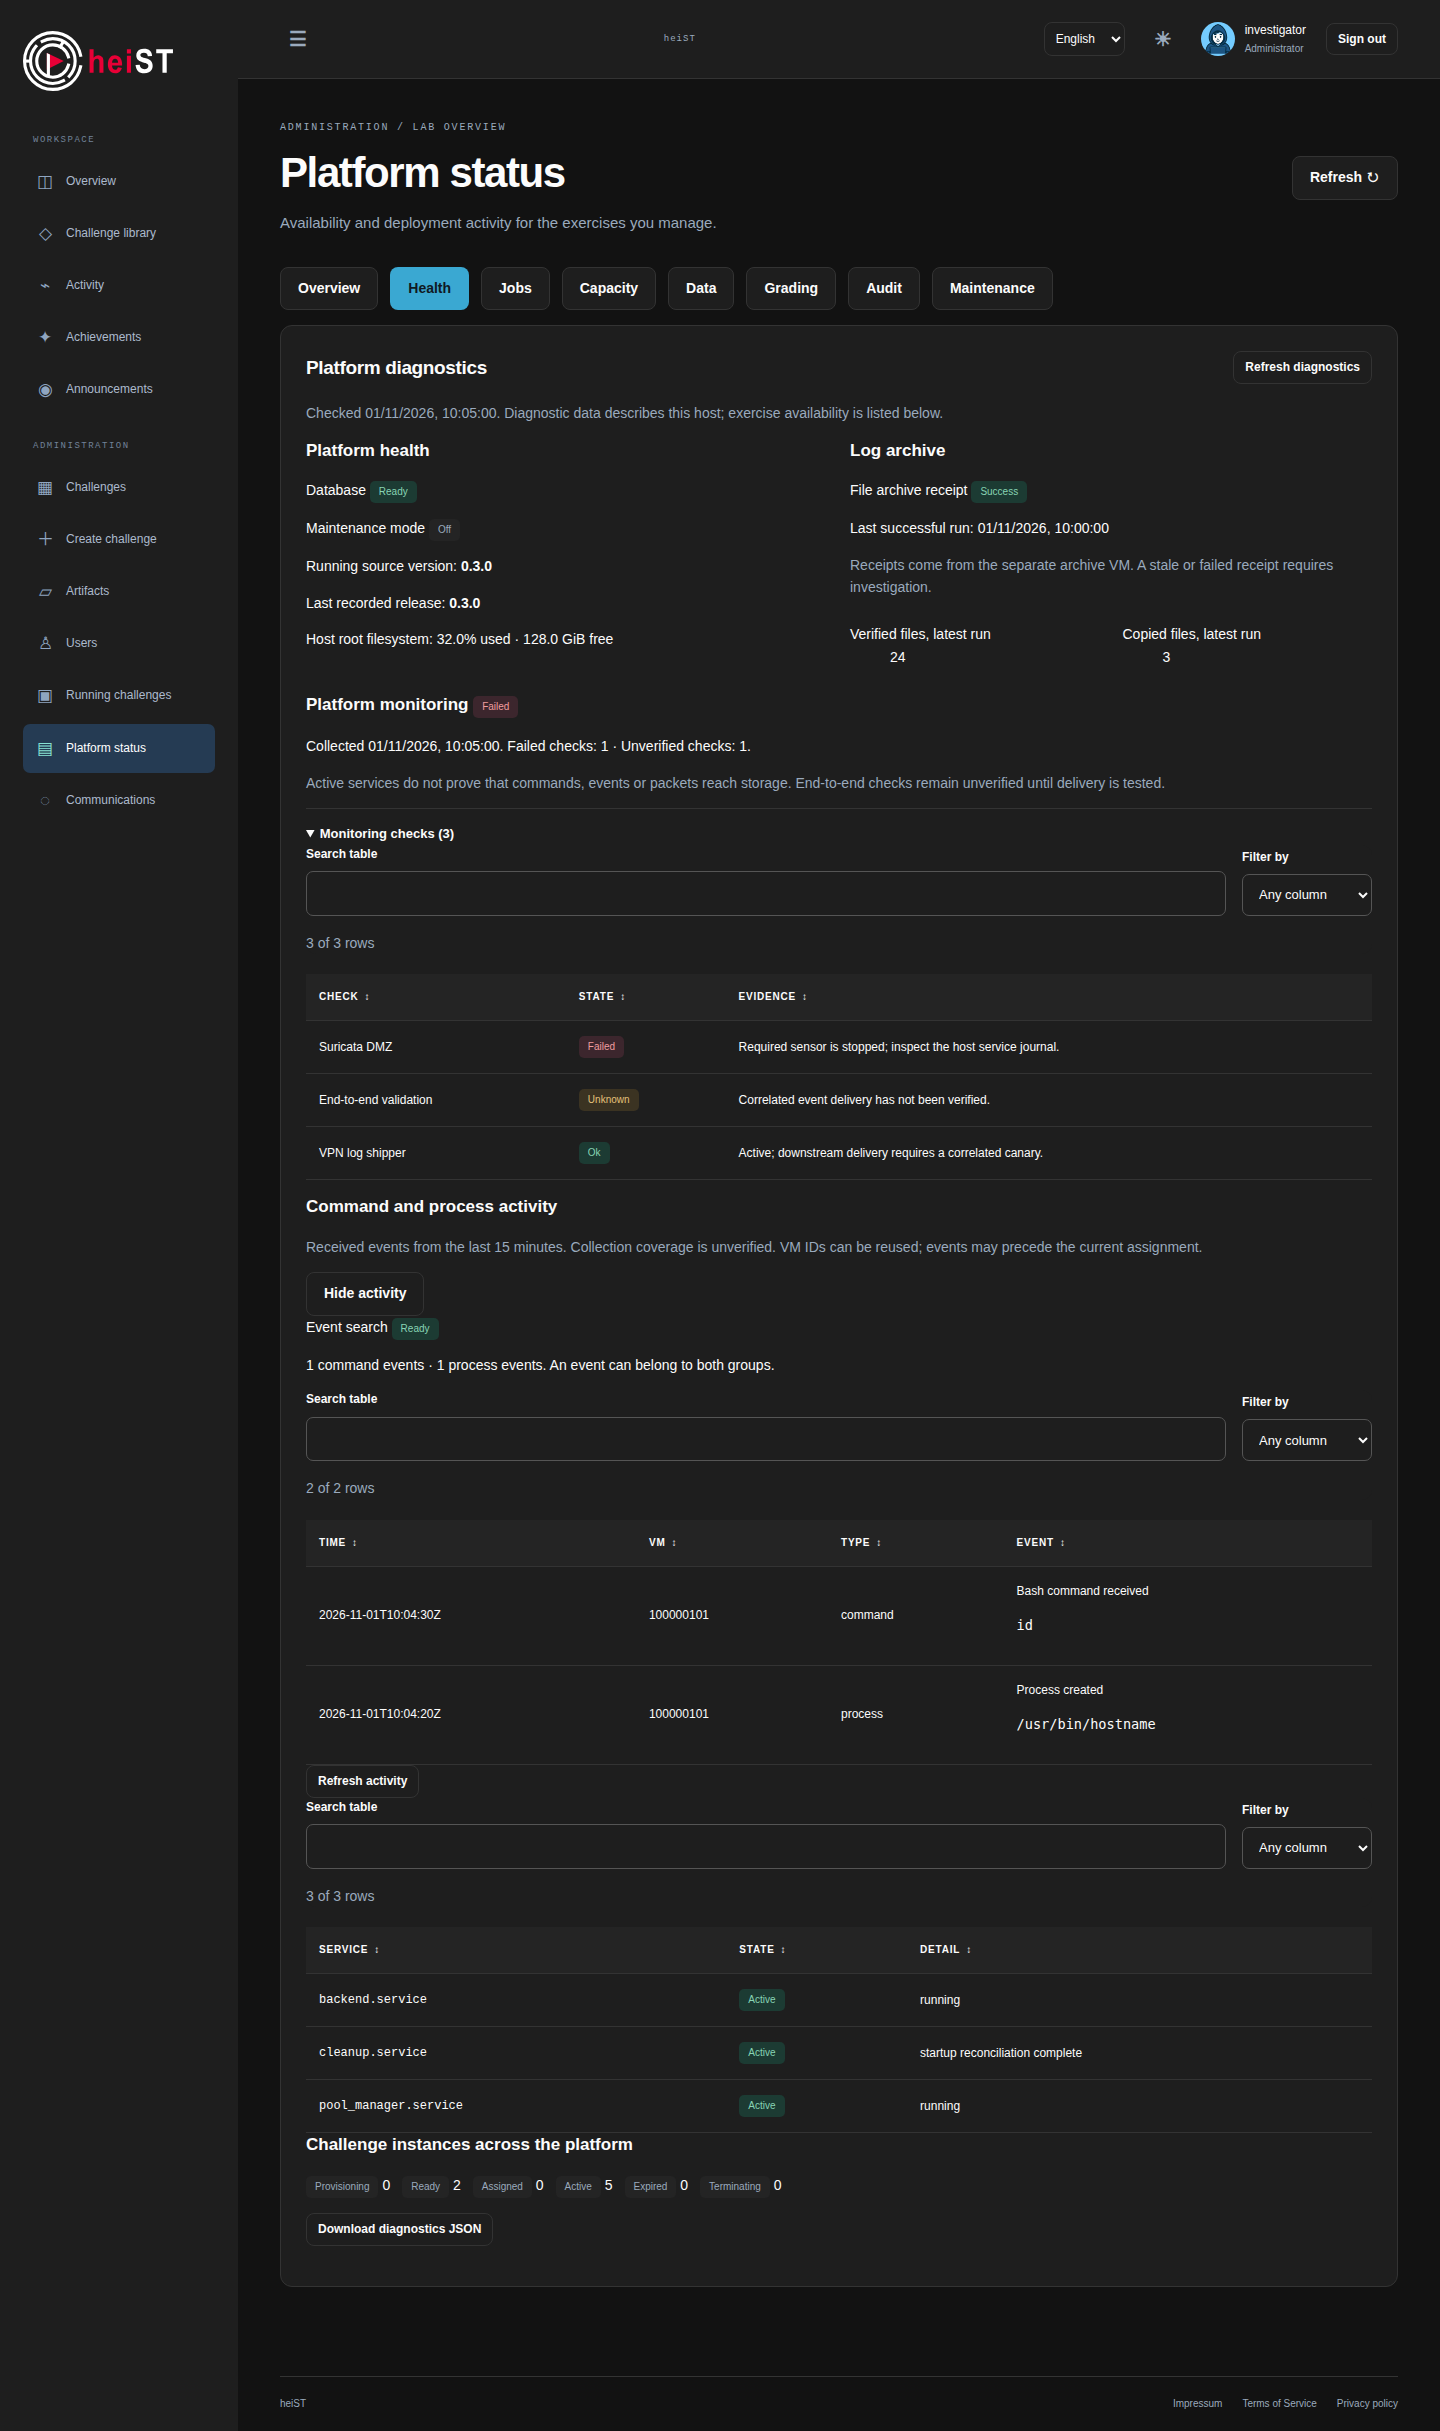 heiST
WORKSPACE
Overview
Challenge library
Activity
Achievements
Announcements
ADMINISTRATION
Challenges
Create challenge
Artifacts
Users
Running challenges
Platform status
Communications
heiST
English
investigator
Administrator
Sign out
ADMINISTRATION / LAB OVERVIEW
Platform status
Refresh ↻
Availability and deployment activity for the exercises you manage.
Overview Health Jobs Capacity Data Grading Audit Maintenance
Platform diagnostics
Refresh diagnostics
Checked 01/11/2026, 10:05:00. Diagnostic data describes this host; exercise availability is listed below.
Platform health
Database Ready
Maintenance mode Off
Running source version: 0.3.0
Last recorded release: 0.3.0
Host root filesystem: 32.0% used · 128.0 GiB free
Log archive
File archive receipt Success
Last successful run: 01/11/2026, 10:00:00
Receipts come from the separate archive VM. A stale or failed receipt requires
investigation.
Verified files, latest run Copied files, latest run
24 3
Platform monitoring Failed
Collected 01/11/2026, 10:05:00. Failed checks: 1 · Unverified checks: 1.
Active services do not prove that commands, events or packets reach storage. End-to-end checks remain unverified until delivery is tested.
▼ Monitoring checks (3)
Search table
Filter by
Any column
3 of 3 rows
CHECK ↕ STATE ↕ EVIDENCE ↕
Suricata DMZ Failed Required sensor is stopped; inspect the host service journal.
End-to-end validation Unknown Correlated event delivery has not been verified.
VPN log shipper Ok Active; downstream delivery requires a correlated canary.
Command and process activity
Received events from the last 15 minutes. Collection coverage is unverified. VM IDs can be reused; events may precede the current assignment.
Hide activity
Event search Ready
1 command events · 1 process events. An event can belong to both groups.
Search table
Filter by
Any column
2 of 2 rows
TIME ↕ VM ↕ TYPE ↕ EVENT ↕
2026-11-01T10:04:30Z 100000101 command Bash command received
id
2026-11-01T10:04:20Z 100000101 process Process created
/usr/bin/hostname
Refresh activity
Search table
Filter by
Any column
3 of 3 rows
SERVICE ↕ STATE ↕ DETAIL ↕
backend.service Active running
cleanup.service Active startup reconciliation complete
pool_manager.service Active running
Challenge instances across the platform
Provisioning 0 Ready 2 Assigned 0 Active 5 Expired 0 Terminating 0
Download diagnostics JSON
heiST
Impressum Terms of Service Privacy policy